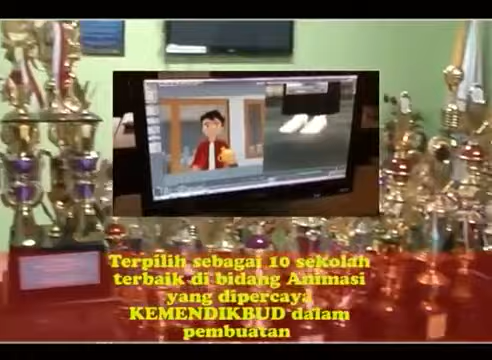 Terpilih sebagai 10 sekolah
terbaik di bidang Animasi
yang dipercaya
KEMENDIKBUD dalam
pembuatan